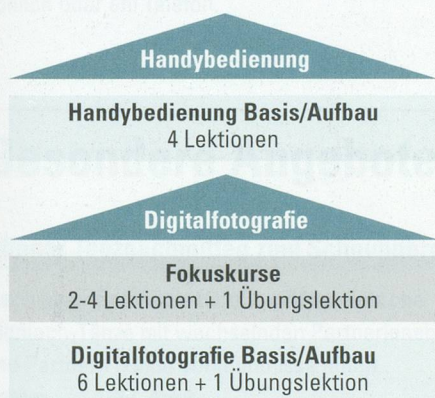 Handybedienung
Handybedienung Basis/Aufbau
4 Lektionen
Digitalfotografie
Fokuskurse
2-4 Lektionen + 1 Übungslektion
Digitalfotografie Basis/Aufbau
6 Lektionen + 1 Übungslektion